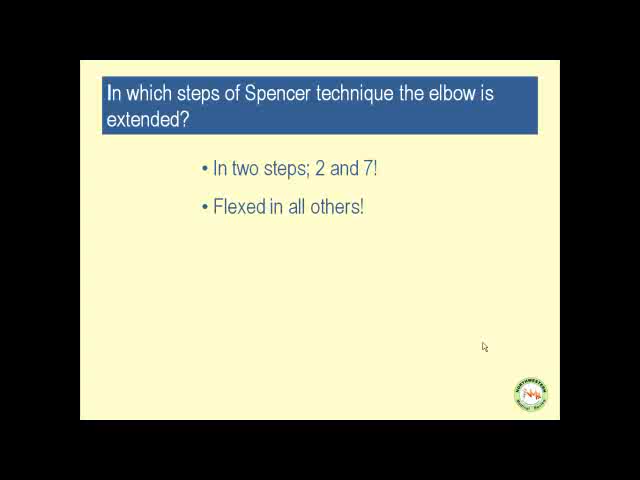 In which steps of Spencer technique the elbow is
extended?
• In two steps; 2 and 7!
• Flexed in all others!
NORTHWESTERN